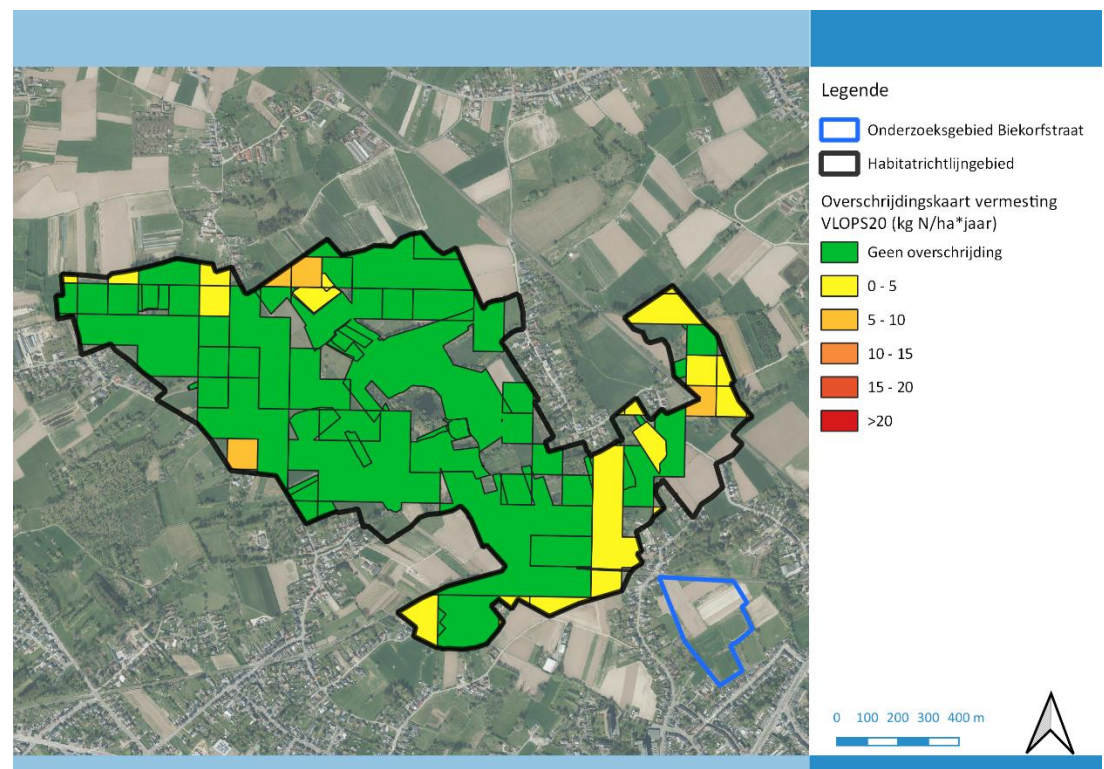 Legende
Onderzoeksgebied Biekorfstraat
Habitatrichtlijngebied
Overschrijdingskaart vermesting
VLOPS20 (kg N/ha*jaar)
Geen overschrijding
0 - 5
5 - 10
10 - 15
15 - 20
>20
0 100 200 300 400 m